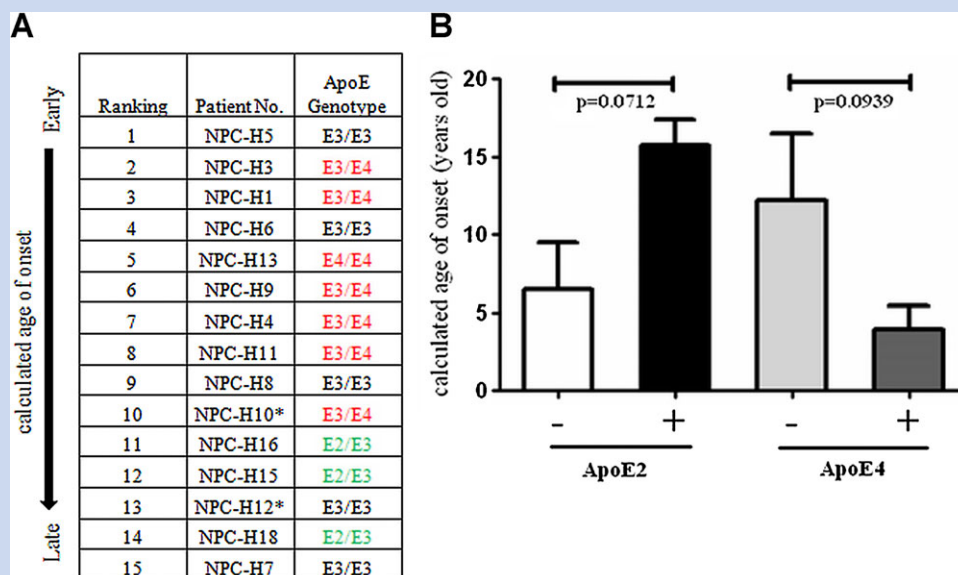 A
Early
calculated age of onset
Late
ApoE
Ranking Patient No. Genotype
1 NPC-H5 E3/E3
2 NPC-H3 E3/E4
3 NPC-H1 E3/E4
4 NPC-H6 E3/E3
5 NPC-H13 E4/E4
6 NPC-H9 E3/E4
7 NPC-H4 E3/E4
8 NPC-H11 E3/E4
9 NPC-H8 E3/E3
10 NPC-H10* E3/E4
11 NPC-H16 E2/E3
12 NPC-H15 E2/E3
13 NPC-H12* E3/E3
14 NPC-H18 E2/E3
15 NPC-H7 E3/E3
B
calculated age of onset (years old)
20
15
10
5
0
p=0.0712 p=0.0939
- + - +
ApoE2 ApoE4